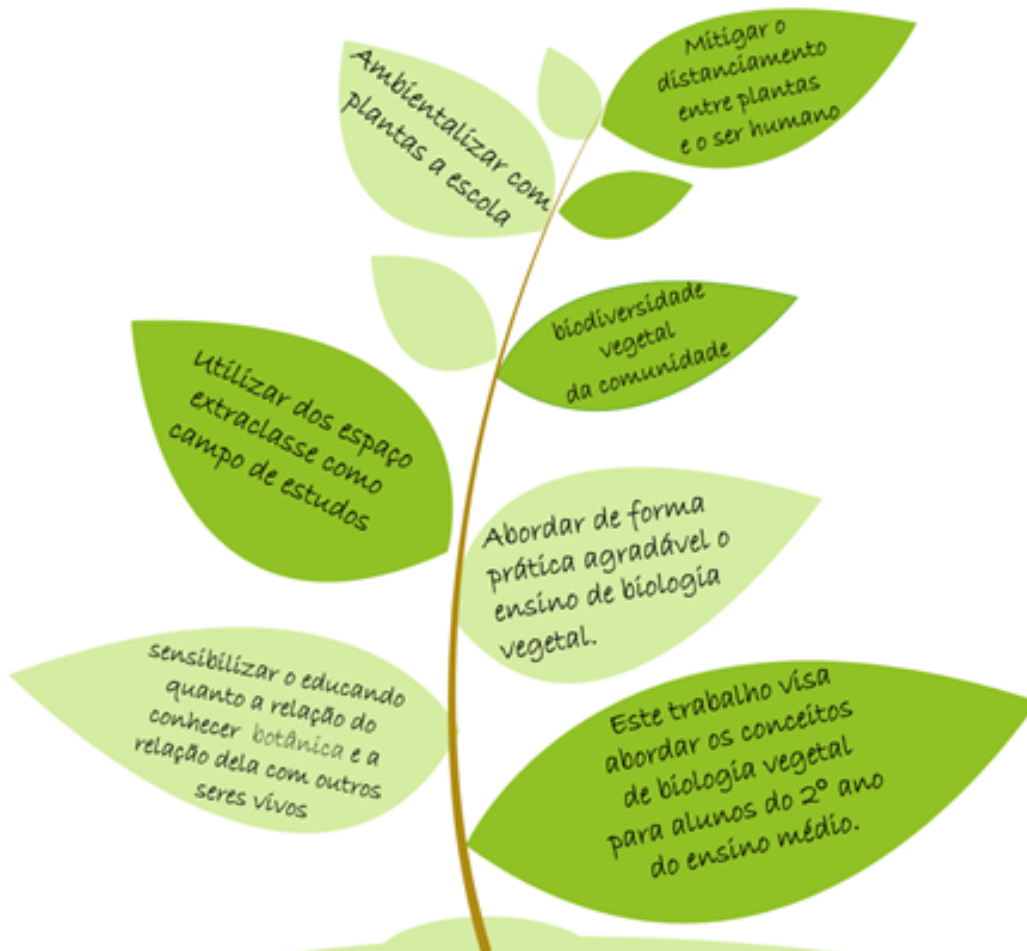 Mitigar o
distanciamento
entre plantas
e o ser humano
Ambientalizar com
plantas a escola
biodiversidade
vegetal
da comunidade
Utilizar dos espaço
extraclasse como
campo de estudos
Abordar de forma
prática agradável o
ensino de biologia
vegetal.
sensibilizar o educando
quanto a relação do
conhecer botânica e a
relação dela com outros
seres vivos
Este trabalho visa
abordar os conceitos
de biologia vegetal
para alunos do 2º ano
do ensino médio.